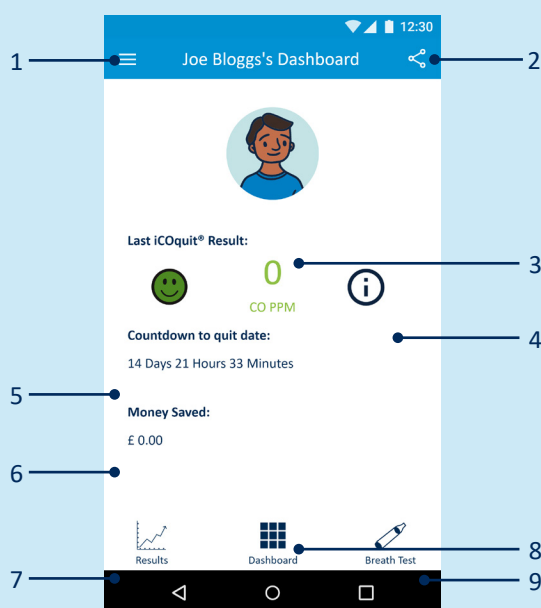 12:30
1
Joe Bloggs's Dashboard
2
Last iCOquit® Result:
0
3
CO PPM
Countdown to quit date:
4
14 Days 21 Hours 33 Minutes
5
Money Saved:
£ 0.00
6
8
Results Dashboard Breath Test
7
9